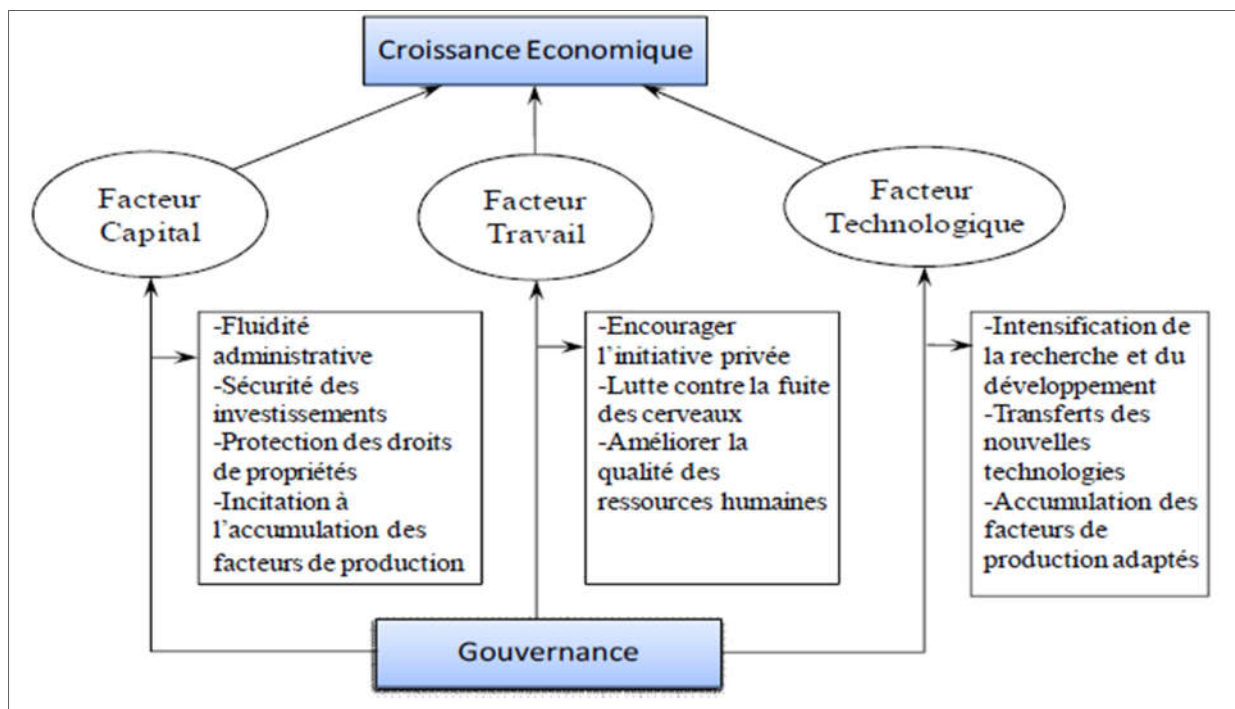 Croissance Economique
Facteur
Capital
Facteur
Travail
Facteur
Technologique
-Fluidité
administrative
-Sécurité des
investissements
-Protection des droits
de propriétés
-Incitation à
l’accumulation des
facteurs de production
-Encourager
l’initiative privée
-Lutte contre la fuite
des cerveaux
-Améliorer la
qualité des
ressources humaines
-Intensification de
la recherche et du
développement
-Transferts des
nouvelles
technologies
-Accumulation des
facteurs de
production adaptés
Gouvernance